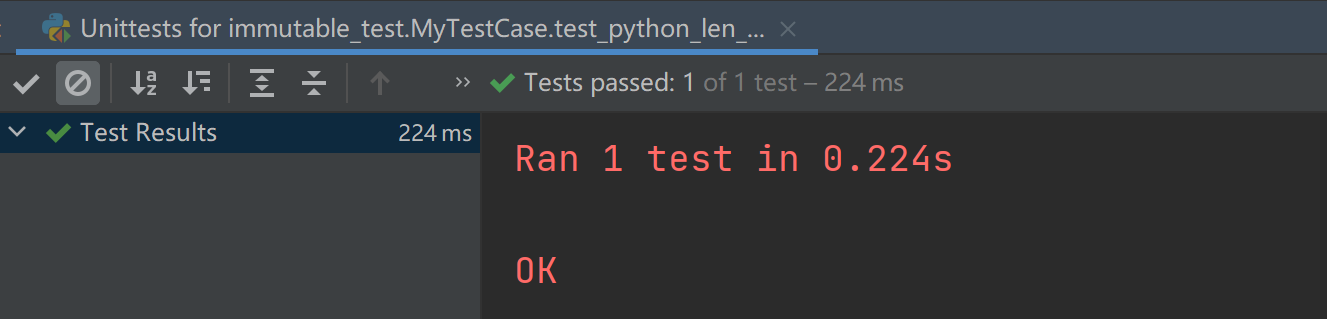 Unittests for immutable_test.MyTestCase.test_python_len_...
Tests passed: 1 of 1 test – 224 ms
Test Results 224 ms
Ran 1 test in 0.224s
OK